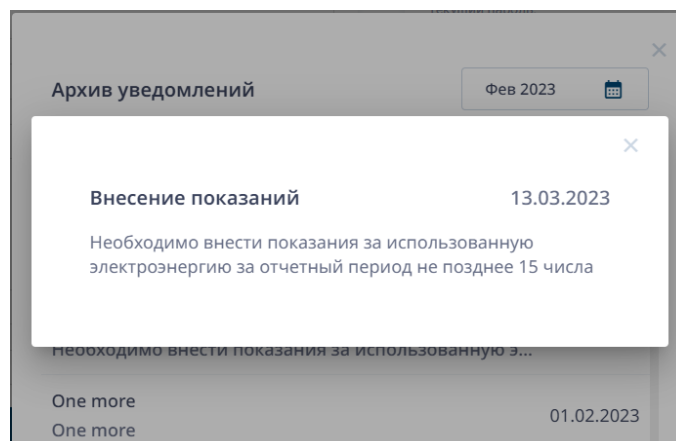 Архив уведомлений
Фев 2023
Внесение показаний
13.03.2023
Необходимо внести показания за использованную
электроэнергию за отчетный период не позднее 15 числа
Необходимо внести показания за использованную э...
One more
01.02.2023
One more